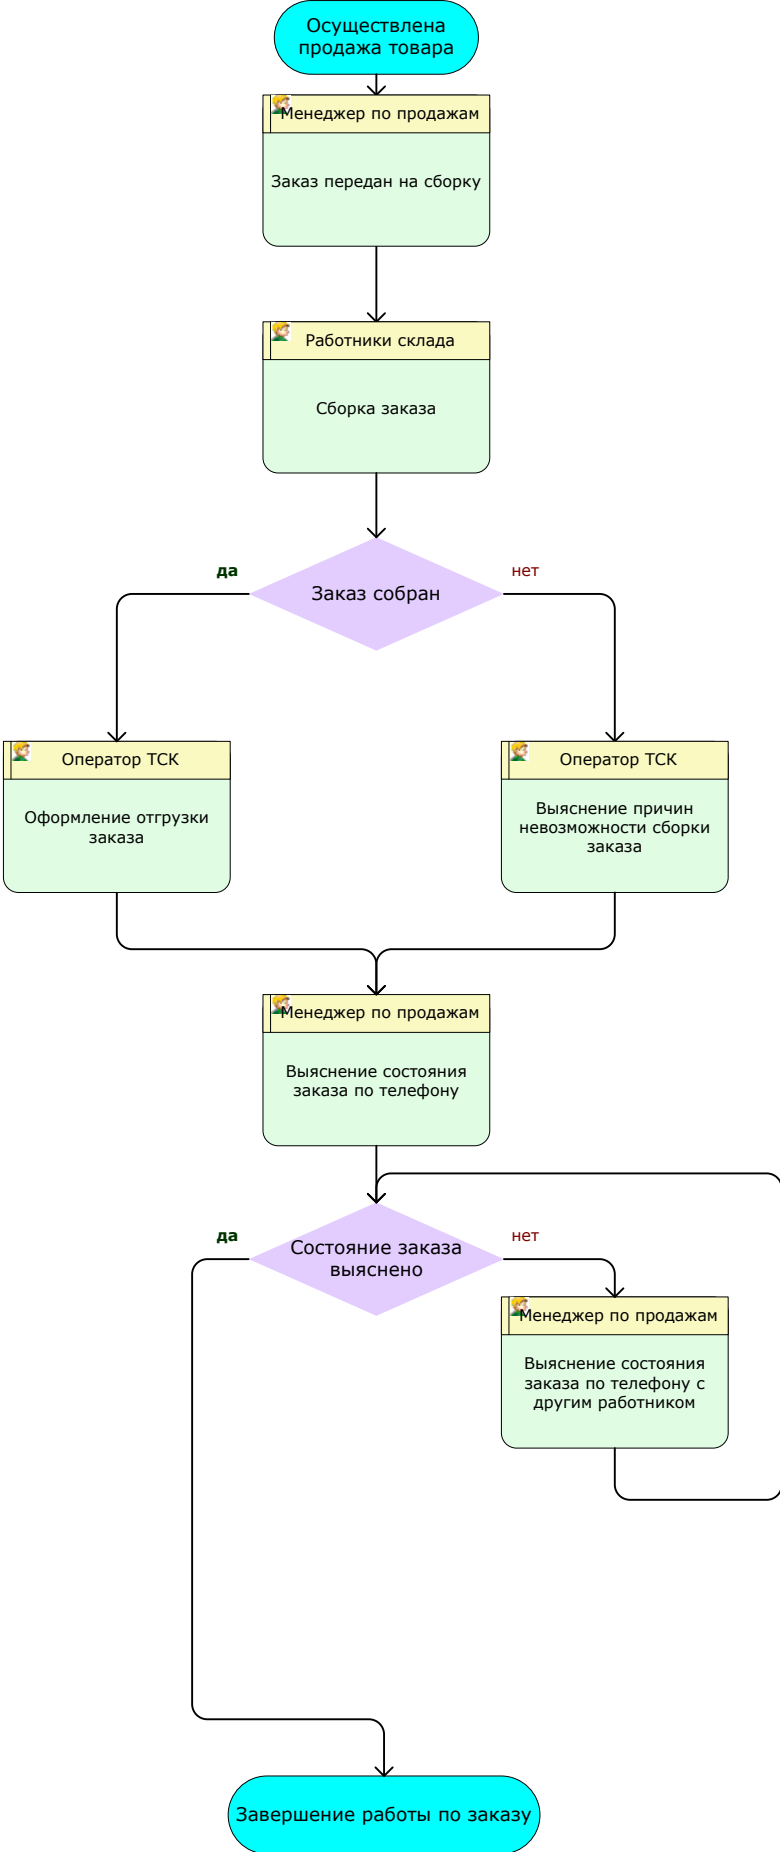 Осуществлена
продажа товара
Менеджер по продажам
Заказ передан на сборку
Работники склада
Сборка заказа
да
нет
Заказ собран
Оператор ТСК
Оформление отгрузки
заказа
Оператор ТСК
Выяснение причин
невозможности сборки
заказа
Менеджер по продажам
Выяснение состояния
заказа по телефону
да
нет
Состояние заказа
выяснено
Менеджер по продажам
Выяснение состояния
заказа по телефону с
другим работником
Завершение работы по заказу